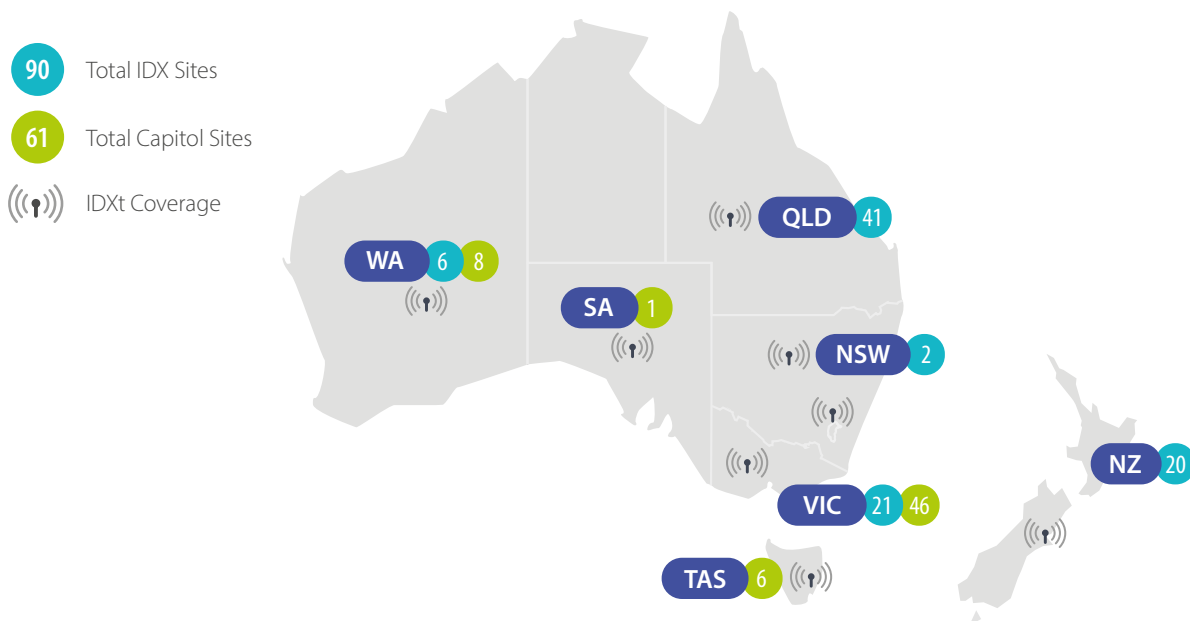 90 Total IDX Sites
61 Total Capitol Sites
IDXt Coverage
QLD 41
WA 6 8
SA 1
NSW 2
NZ 20
VIC 21 46
TAS 6